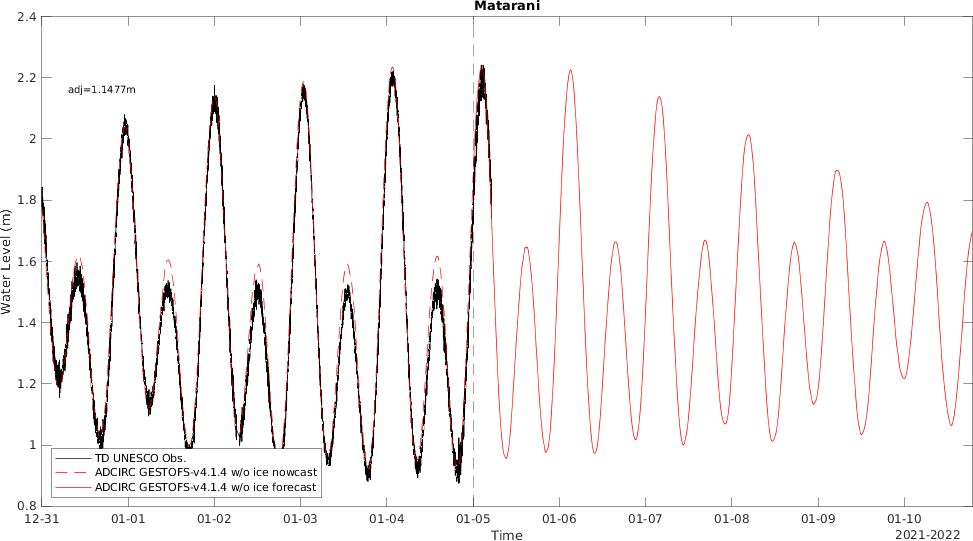 Matarani
2.4
2.2
2
1.8
1.6
1.4
1.2
1
0.8
Water Level (m)
adj=1.1477m
TD UNESCO Obs.
ADCIRC GESTOFS-v4.1.4 w/o ice nowcast
ADCIRC GESTOFS-v4.1.4 w/o ice forecast
12-31 01-01 01-02 01-03 01-04 01-05 01-06 01-07 01-08 01-09 01-10
Time
2021-2022